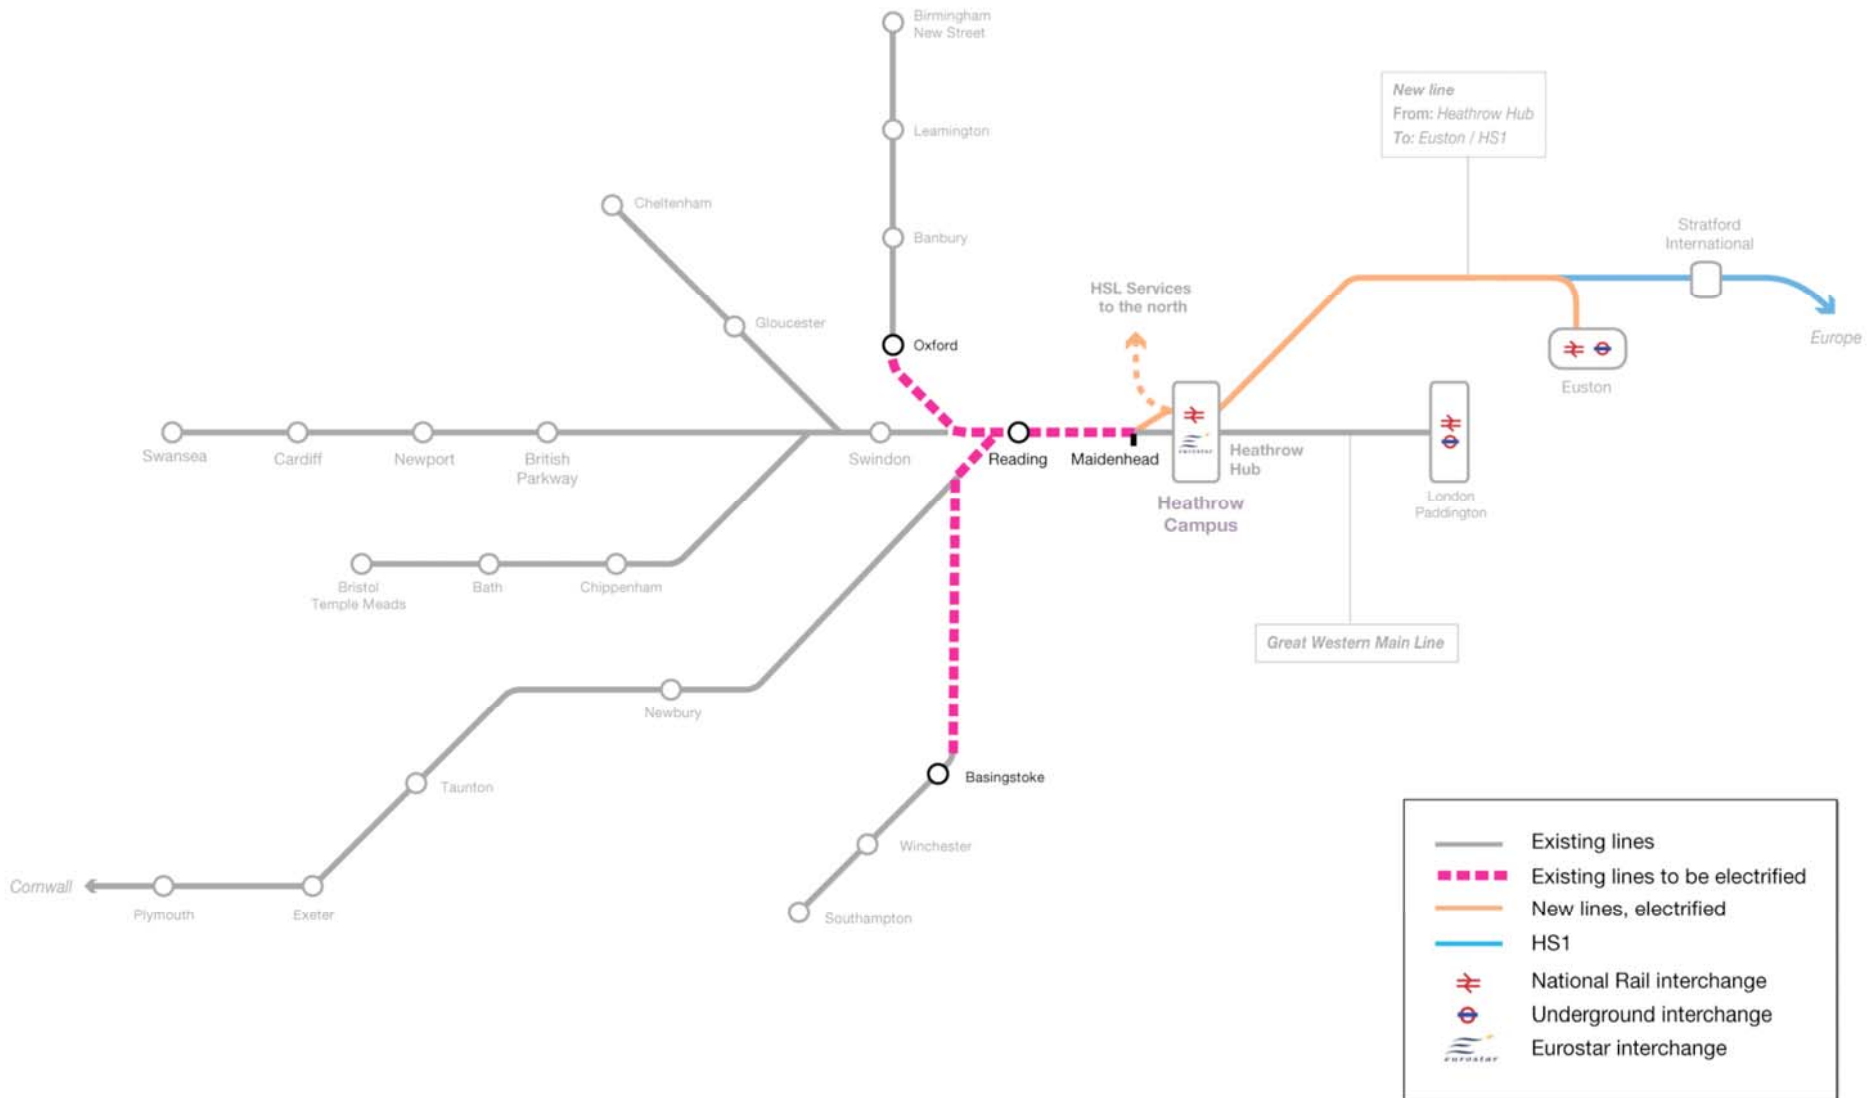 Birmingham
New Street
Leamington
Banbury
Oxford
Cheltenham
Gloucester
New line
From: Heathrow Hub
To: Euston / HS1
Stratford
International
Europe
HSL Services
to the north
Euston
Swansea
Cardiff
Newport
British
Parkway
Swindon
Reading
Maidenhead
eurostar
Heathrow
Hub
Heathrow
Campus
London
Paddington
Bristol
Temple Meads
Bath
Chippenham
Great Western Main Line
Newbury
Taunton
Basingstoke
Winchester
Southampton
Cornwall
Plymouth
Exeter
Existing lines
Existing lines to be electrified
New lines, electrified
HS1
National Rail interchange
Underground interchange
eurostar
Eurostar interchange